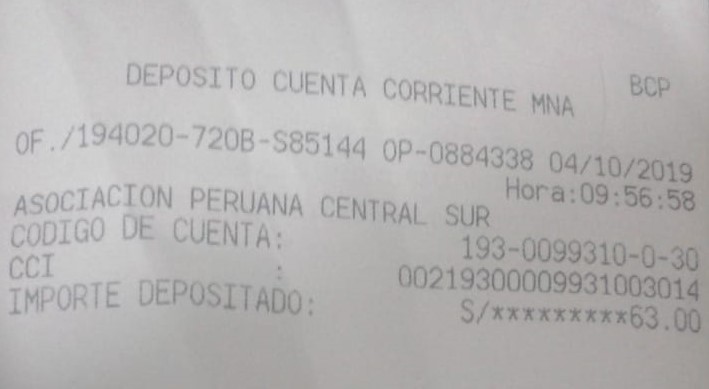 BCP
DEPOSITO CUENTA CORRIENTE MNA
OF./194020-720B-S85144 OP-0884338 04/10/2019
Hora:09:56:58
ASOCIACION PERUANA CENTRAL SUR
CODIGO DE CUENTA: 193-0099310-0-30
CCI : 00219300009931003014
IMPORTE DEPOSITADO: S/*********63.00